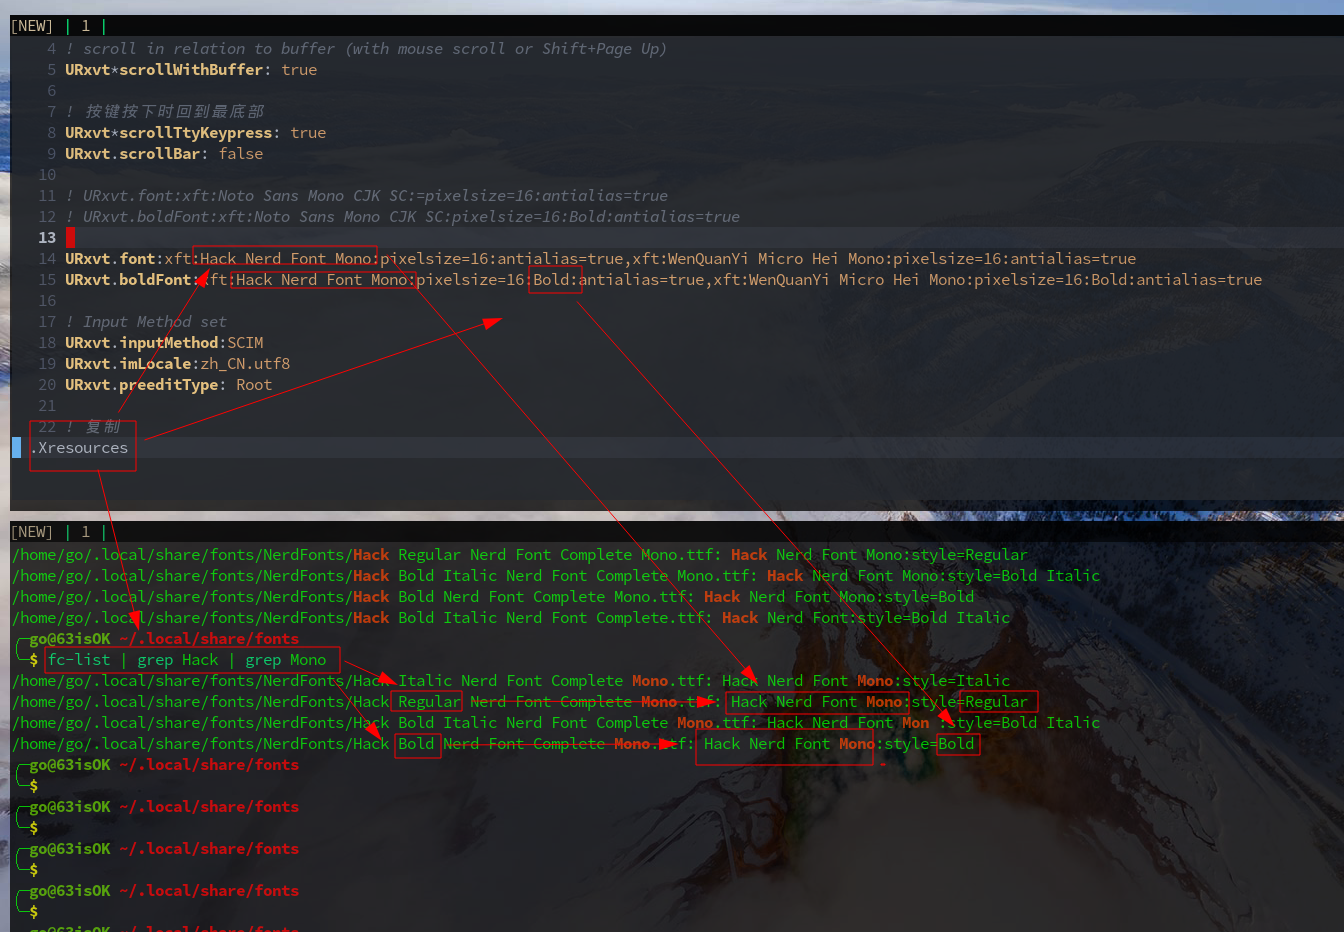 [NEW] | 1 |
4 ! scroll in relation to buffer (with mouse scroll or Shift+Page Up)
5 URxvt*scrollWithBuffer: true
6
7 ! 按键按下时回到最底部
8 URxvt*scrollTtyKeypress: true
9 URxvt.scrollBar: false
10
11 ! URxvt.font:xft:Noto Sans Mono CJK SC:=pixelsize=16:antialias=true
12 ! URxvt.boldFont:xft:Noto Sans Mono CJK SC:pixelsize=16:Bold:antialias=true
13
14 URxvt.font:xft:Hack Nerd Font Mono:pixelsize=16:antialias=true,xft:WenQuanYi Micro Hei Mono:pixelsize=16:antialias=true
15 URxvt.boldFont:xft:Hack Nerd Font Mono:pixelsize=16:Bold:antialias=true,xft:WenQuanYi Micro Hei Mono:pixelsize=16:Bold:antialias=true
16
17 ! Input Method set
18 URxvt.inputMethod:SCIM
19 URxvt.imLocale:zh_CN.utf8
20 URxvt.preeditType: Root
21
22 ! 复制
.Xresources
[NEW] | 1 |
/home/go/.local/share/fonts/NerdFonts/Hack Regular Nerd Font Complete Mono.ttf: Hack Nerd Font Mono:style=Regular
/home/go/.local/share/fonts/NerdFonts/Hack Bold Italic Nerd Font Complete Mono.ttf: Hack Nerd Font Mono:style=Bold Italic
/home/go/.local/share/fonts/NerdFonts/Hack Bold Nerd Font Complete Mono.ttf: Hack Nerd Font Mono:style=Bold
/home/go/.local/share/fonts/NerdFonts/Hack Bold Italic Nerd Font Complete.ttf: Hack Nerd Font:style=Bold Italic
go@63isOK ~/.local/share/fonts
$ fc-list | grep Hack | grep Mono
/home/go/.local/share/fonts/NerdFonts/Hack Italic Nerd Font Complete Mono.ttf: Hack Nerd Font Mono:style=Italic
/home/go/.local/share/fonts/NerdFonts/Hack Regular Nerd Font Complete Mono.ttf: Hack Nerd Font Mono:style=Regular
/home/go/.local/share/fonts/NerdFonts/Hack Bold Italic Nerd Font Complete Mono.ttf: Hack Nerd Font Mon :style=Bold Italic
/home/go/.local/share/fonts/NerdFonts/Hack Bold Nerd Font Complete Mono.ttf: Hack Nerd Font Mono:style=Bold
go@63isOK ~/.local/share/fonts
$
go@63isOK ~/.local/share/fonts
$
go@63isOK ~/.local/share/fonts
$
go@63isOK ~/.local/share/fonts
$
go@63isOK ~/.local/share/fonts